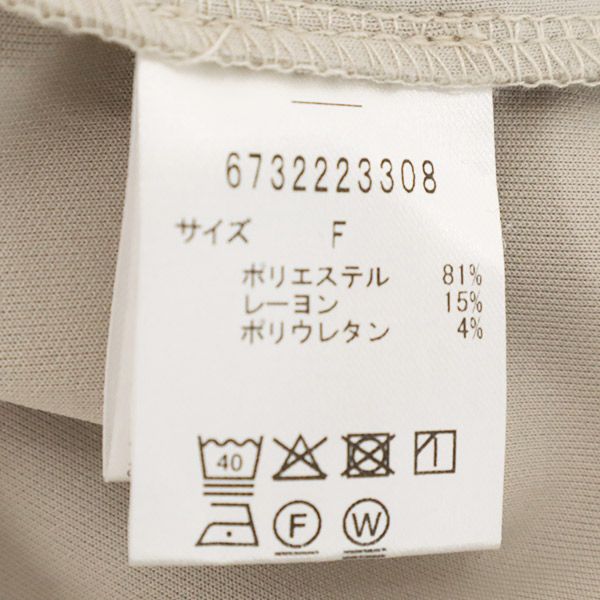 6732223308
サイズ F
ポリエステル 81%
レーヨン 15%
ポリウレタン 4%
40
F W